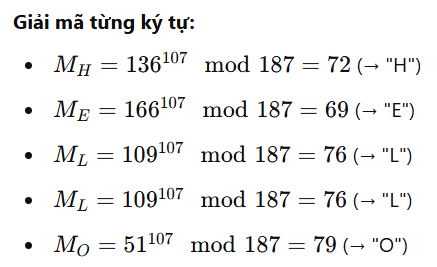 Giải mã từng ký tự:
• M_H = 136^107 mod 187 = 72 (→ "H")
• M_E = 166^107 mod 187 = 69 (→ "E")
• M_L = 109^107 mod 187 = 76 (→ "L")
• M_L = 109^107 mod 187 = 76 (→ "L")
• M_O = 51^107 mod 187 = 79 (→ "O")